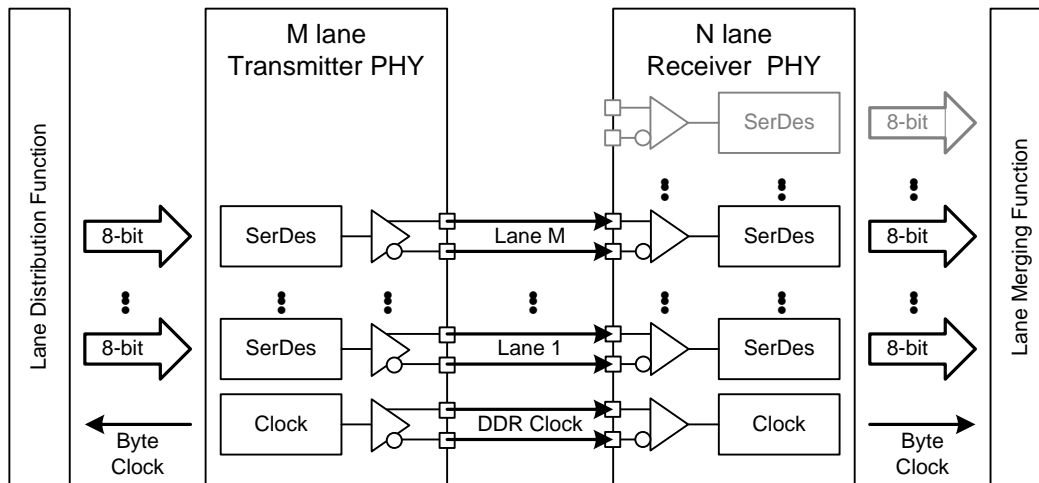 Lane Distribution Function
M lane
Transmitter PHY
N lane
Receiver PHY
Lane Merging Function
SerDes
8-bit
8-bit
SerDes
Lane M
SerDes
8-bit
8-bit
SerDes
Lane 1
SerDes
8-bit
Byte
Clock
Clock
DDR Clock
Clock
Byte
Clock